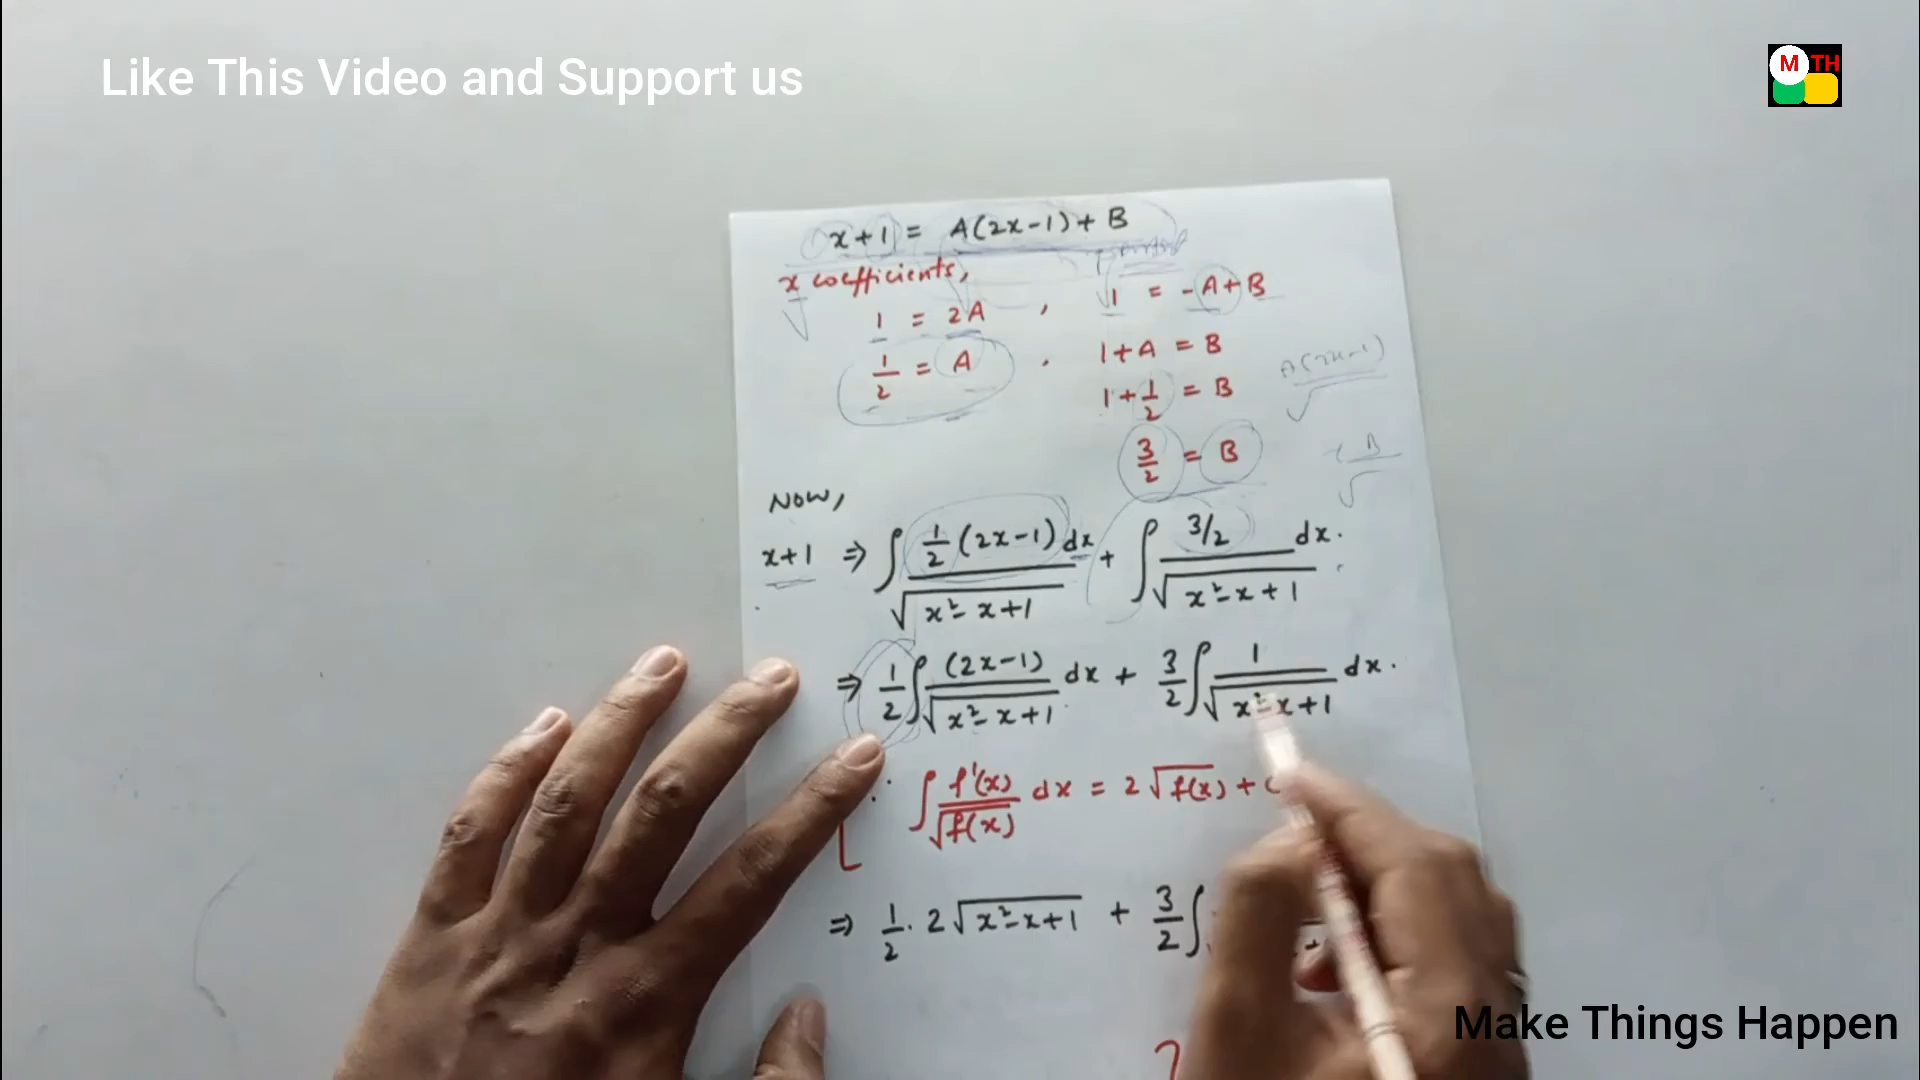 Like This Video and Support us
M TH
x+1 = A(2x-1)+B
x coefficients,
1 = 2A , 1 = -A+B
1/2 = A , 1+A = B
A(2x-1)
√
1+1/2 = B
3/2 = B
B
√
NOW,
x+1 ⇒ ∫ 1/2 (2x-1) dx / √(x²-x+1) + ∫ 3/2 dx / √(x²-x+1) .
⇒ 1/2 ∫ (2x-1)/√(x²-x+1) dx + 3/2 ∫ 1/√(x²-x+1) dx .
∵ ∫ f'(x)/√f(x) dx = 2√f(x) +
⇒ 1/2 . 2√(x²-x+1) + 3/2 ∫
Make Things Happen